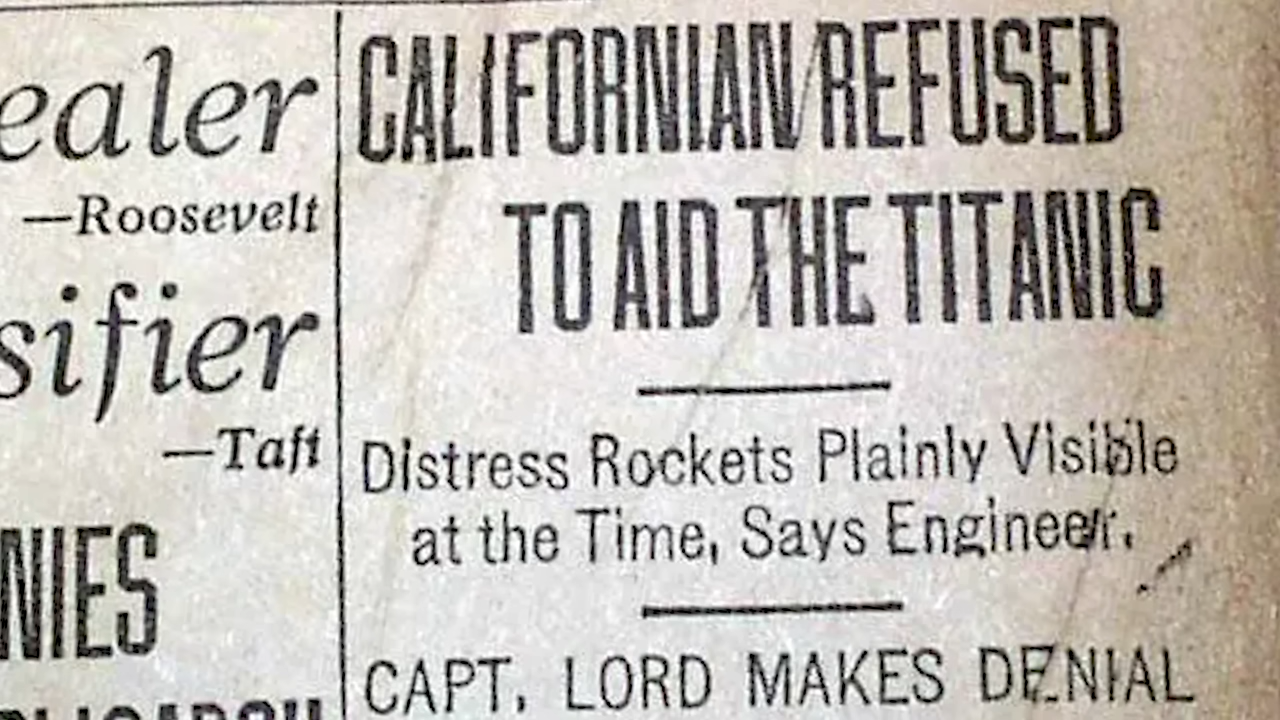 ealer
—Roosevelt
sifier
—Taft
NIES
CALIFORNIAN REFUSED
TO AID THE TITANIC
Distress Rockets Plainly Visible
at the Time, Says Engineer.
CAPT. LORD MAKES DENIAL